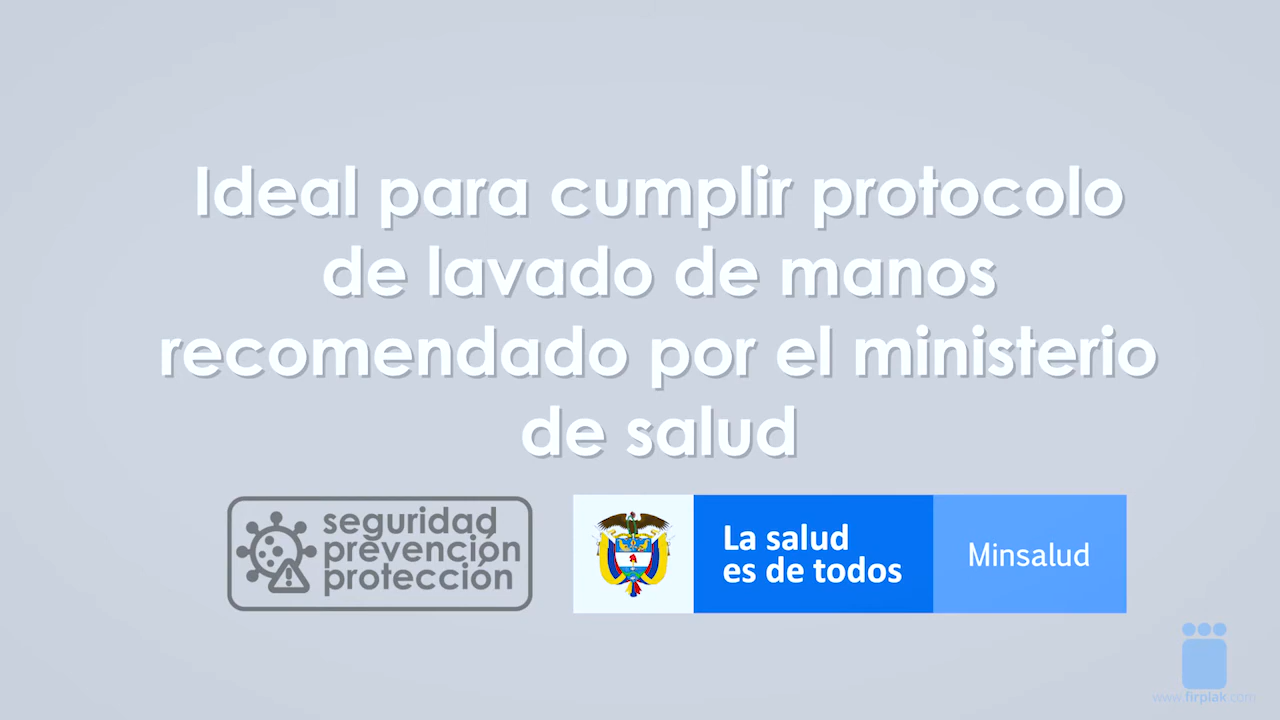 Ideal para cumplir protocolo
de lavado de manos
recomendado por el ministerio
de salud
seguridad
prevención
protección
La salud
es de todos
Minsalud
www.firplak.com